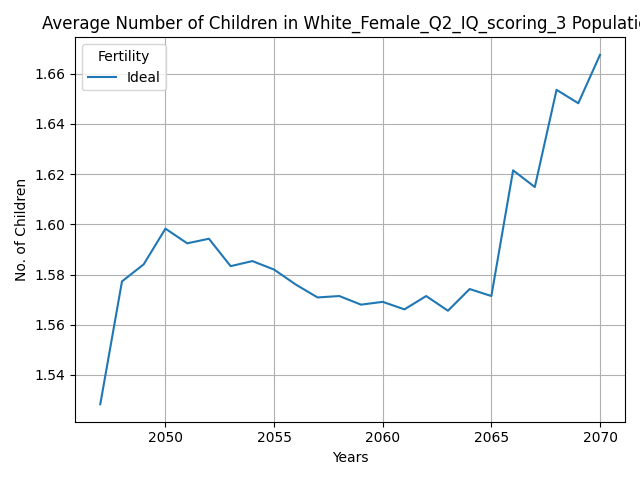 Average Number of Children in White_Female_Q2_IQ_scoring_3 Populatio
Fertility
Ideal
No. of Children
1.66
1.64
1.62
1.60
1.58
1.56
1.54
2050 2055 2060 2065 2070
Years